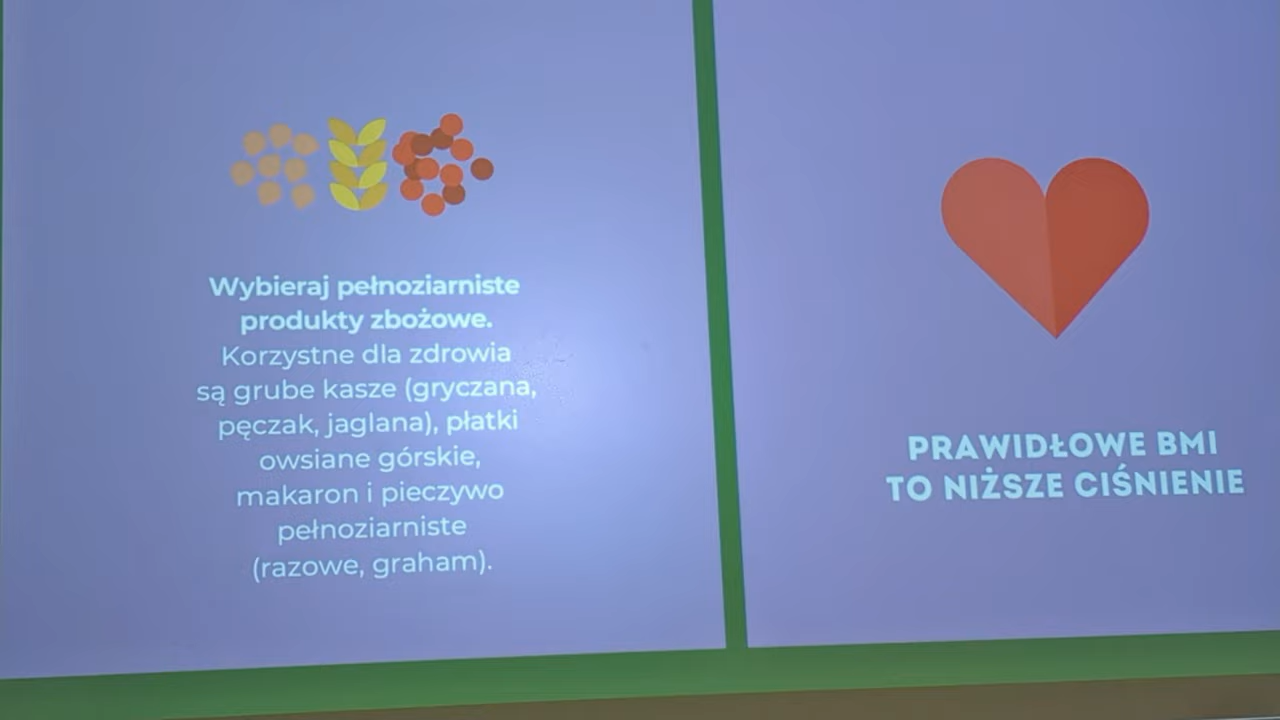 Wybieraj pełnoziarniste
produkty zbożowe.
Korzystne dla zdrowia
są grube kasze (gryczana,
pęczak, jaglana), płatki
owsiane górskie,
makaron i pieczywo
pełnoziarniste
(razowe, graham).
PRAWIDŁOWE BMI
TO NIŻSZE CIŚNIENIE